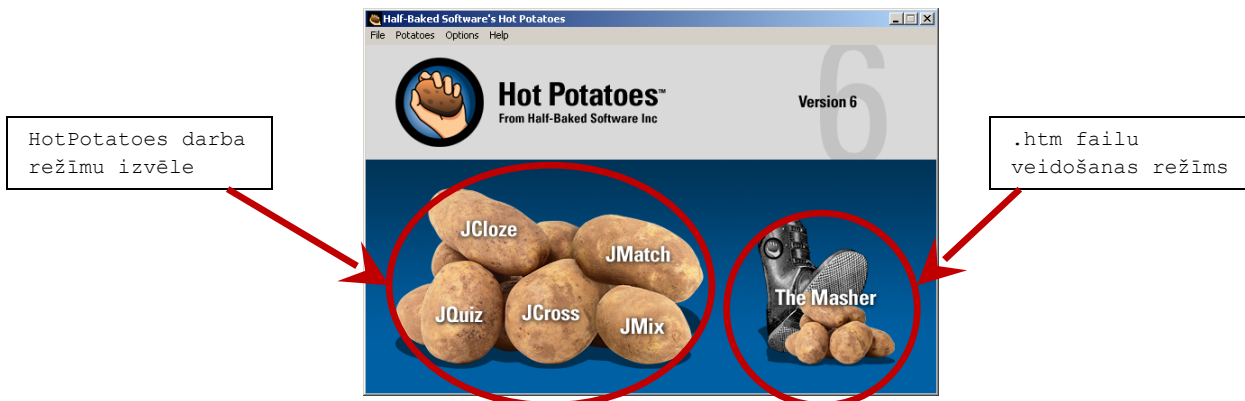 Half-Baked Software's Hot Potatoes
File Potatoes Options Help
6
Hot Potatoes™
From Half-Baked Software Inc
Version 6
HotPotatoes darba
režīmu izvēle
.htm failu
veidošanas režīms
JCloze
JMatch
JQuiz
JCross
JMix
The Masher